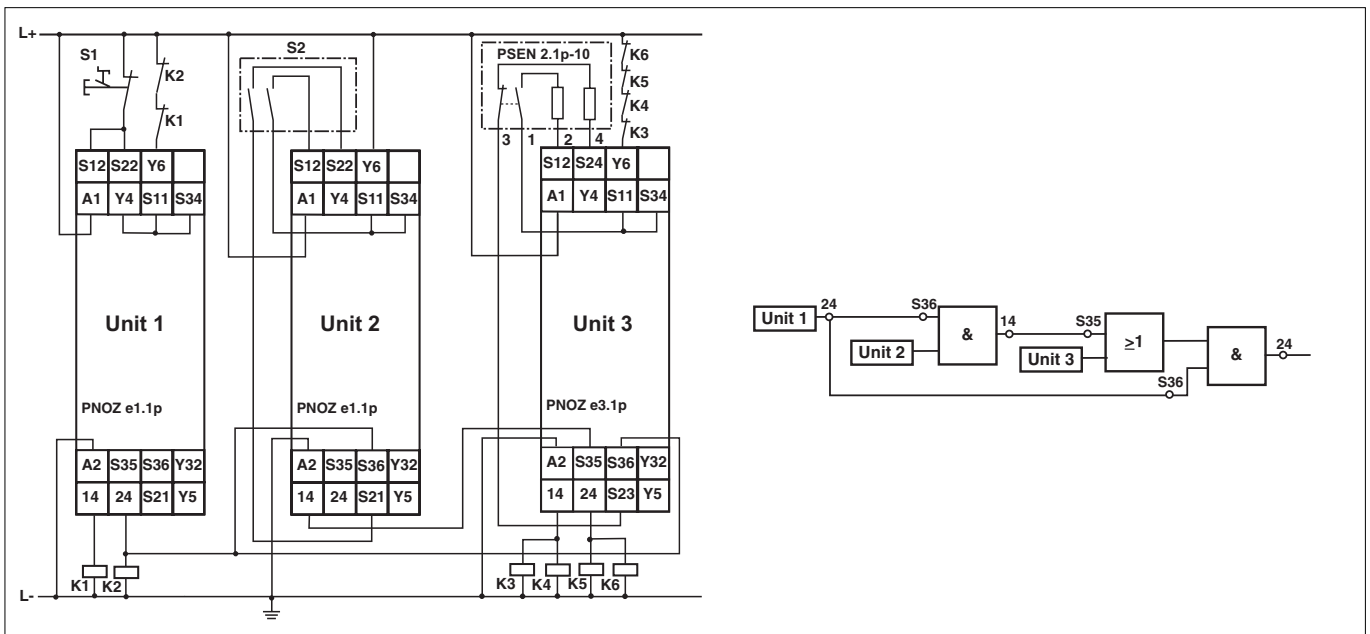 L+
S1
K2
K1
S2
PSEN 2.1p-10
K6
K5
K4
K3
3 1 2 4
S12 S22 Y6
A1 Y4 S11 S34
S12 S22 Y6
A1 Y4 S11 S34
S12 S24 Y6
A1 Y4 S11 S34
Unit 1
Unit 2
Unit 3
PNOZ e1.1p
PNOZ e1.1p
PNOZ e3.1p
A2 S35 S36 Y32
14 24 S21 Y5
A2 S35 S36 Y32
14 24 S21 Y5
A2 S35 S36 Y32
14 24 S23 Y5
K1 K2
K3 K4 K5 K6
L-
Unit 1
24
S36
Unit 2
&
14
S35
Unit 3
≥1
S36
&
24